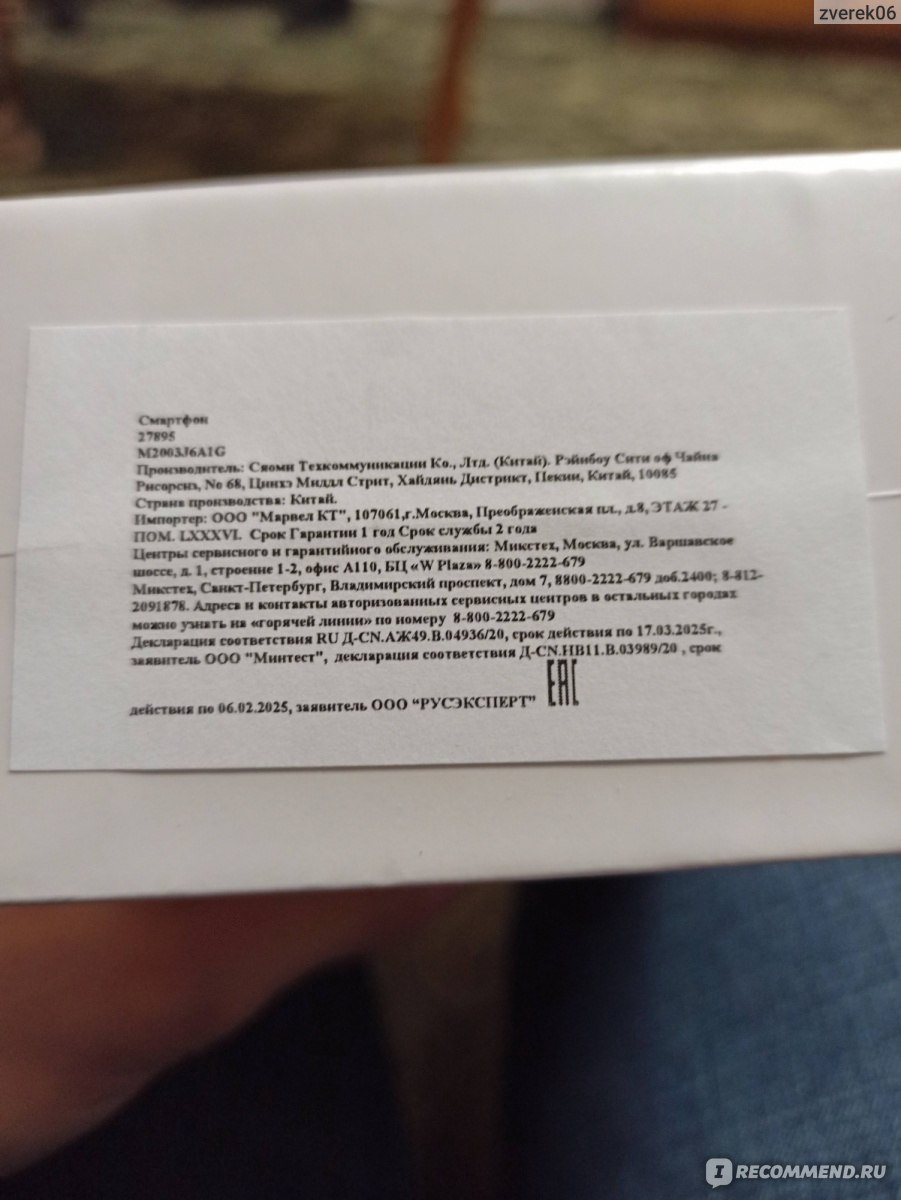 zverek06
Смартфон
27895
M2003J6A1G
Производитель: Сяоми Техкоммуникации Ко., Лтд. (Китай). Рэйнбоу Сити оф Чайна
Рисорсиз, No 68, Цинхэ Миддл Стрит, Хайдянь Дистрикт, Пекин, Китай, 10085
Страна производства: Китай.
Импортер: ООО "Марвел КТ", 107061,г.Москва, Преображенская пл., д.8, ЭТАЖ 27 -
ПОМ. LXXXVI. Срок Гарантии 1 год Срок службы 2 года
Центры сервисного и гарантийного обслуживания: Микстех, Москва, ул. Варшавское
шоссе, д. 1, строение 1-2, офис А110, БЦ «W Plaza» 8-800-2222-679
Микстех, Санкт-Петербург, Владимирский проспект, дом 7, 8800-2222-679 доб.2400; 8-812-
2091878. Адреса и контакты авторизованных сервисных центров в остальных городах
можно узнать на «горячей линии» по номеру 8-800-2222-679
Декларация соответствия RU Д-CN.АЖ49.В.04936/20, срок действия по 17.03.2025г.,
заявитель ООО "Минтест", декларация соответствия Д-CN.НВ11.В.03989/20 , срок
действия по 06.02.2025, заявитель ООО “РУСЭКСПЕРТ” EAC
I RECOMMEND.RU